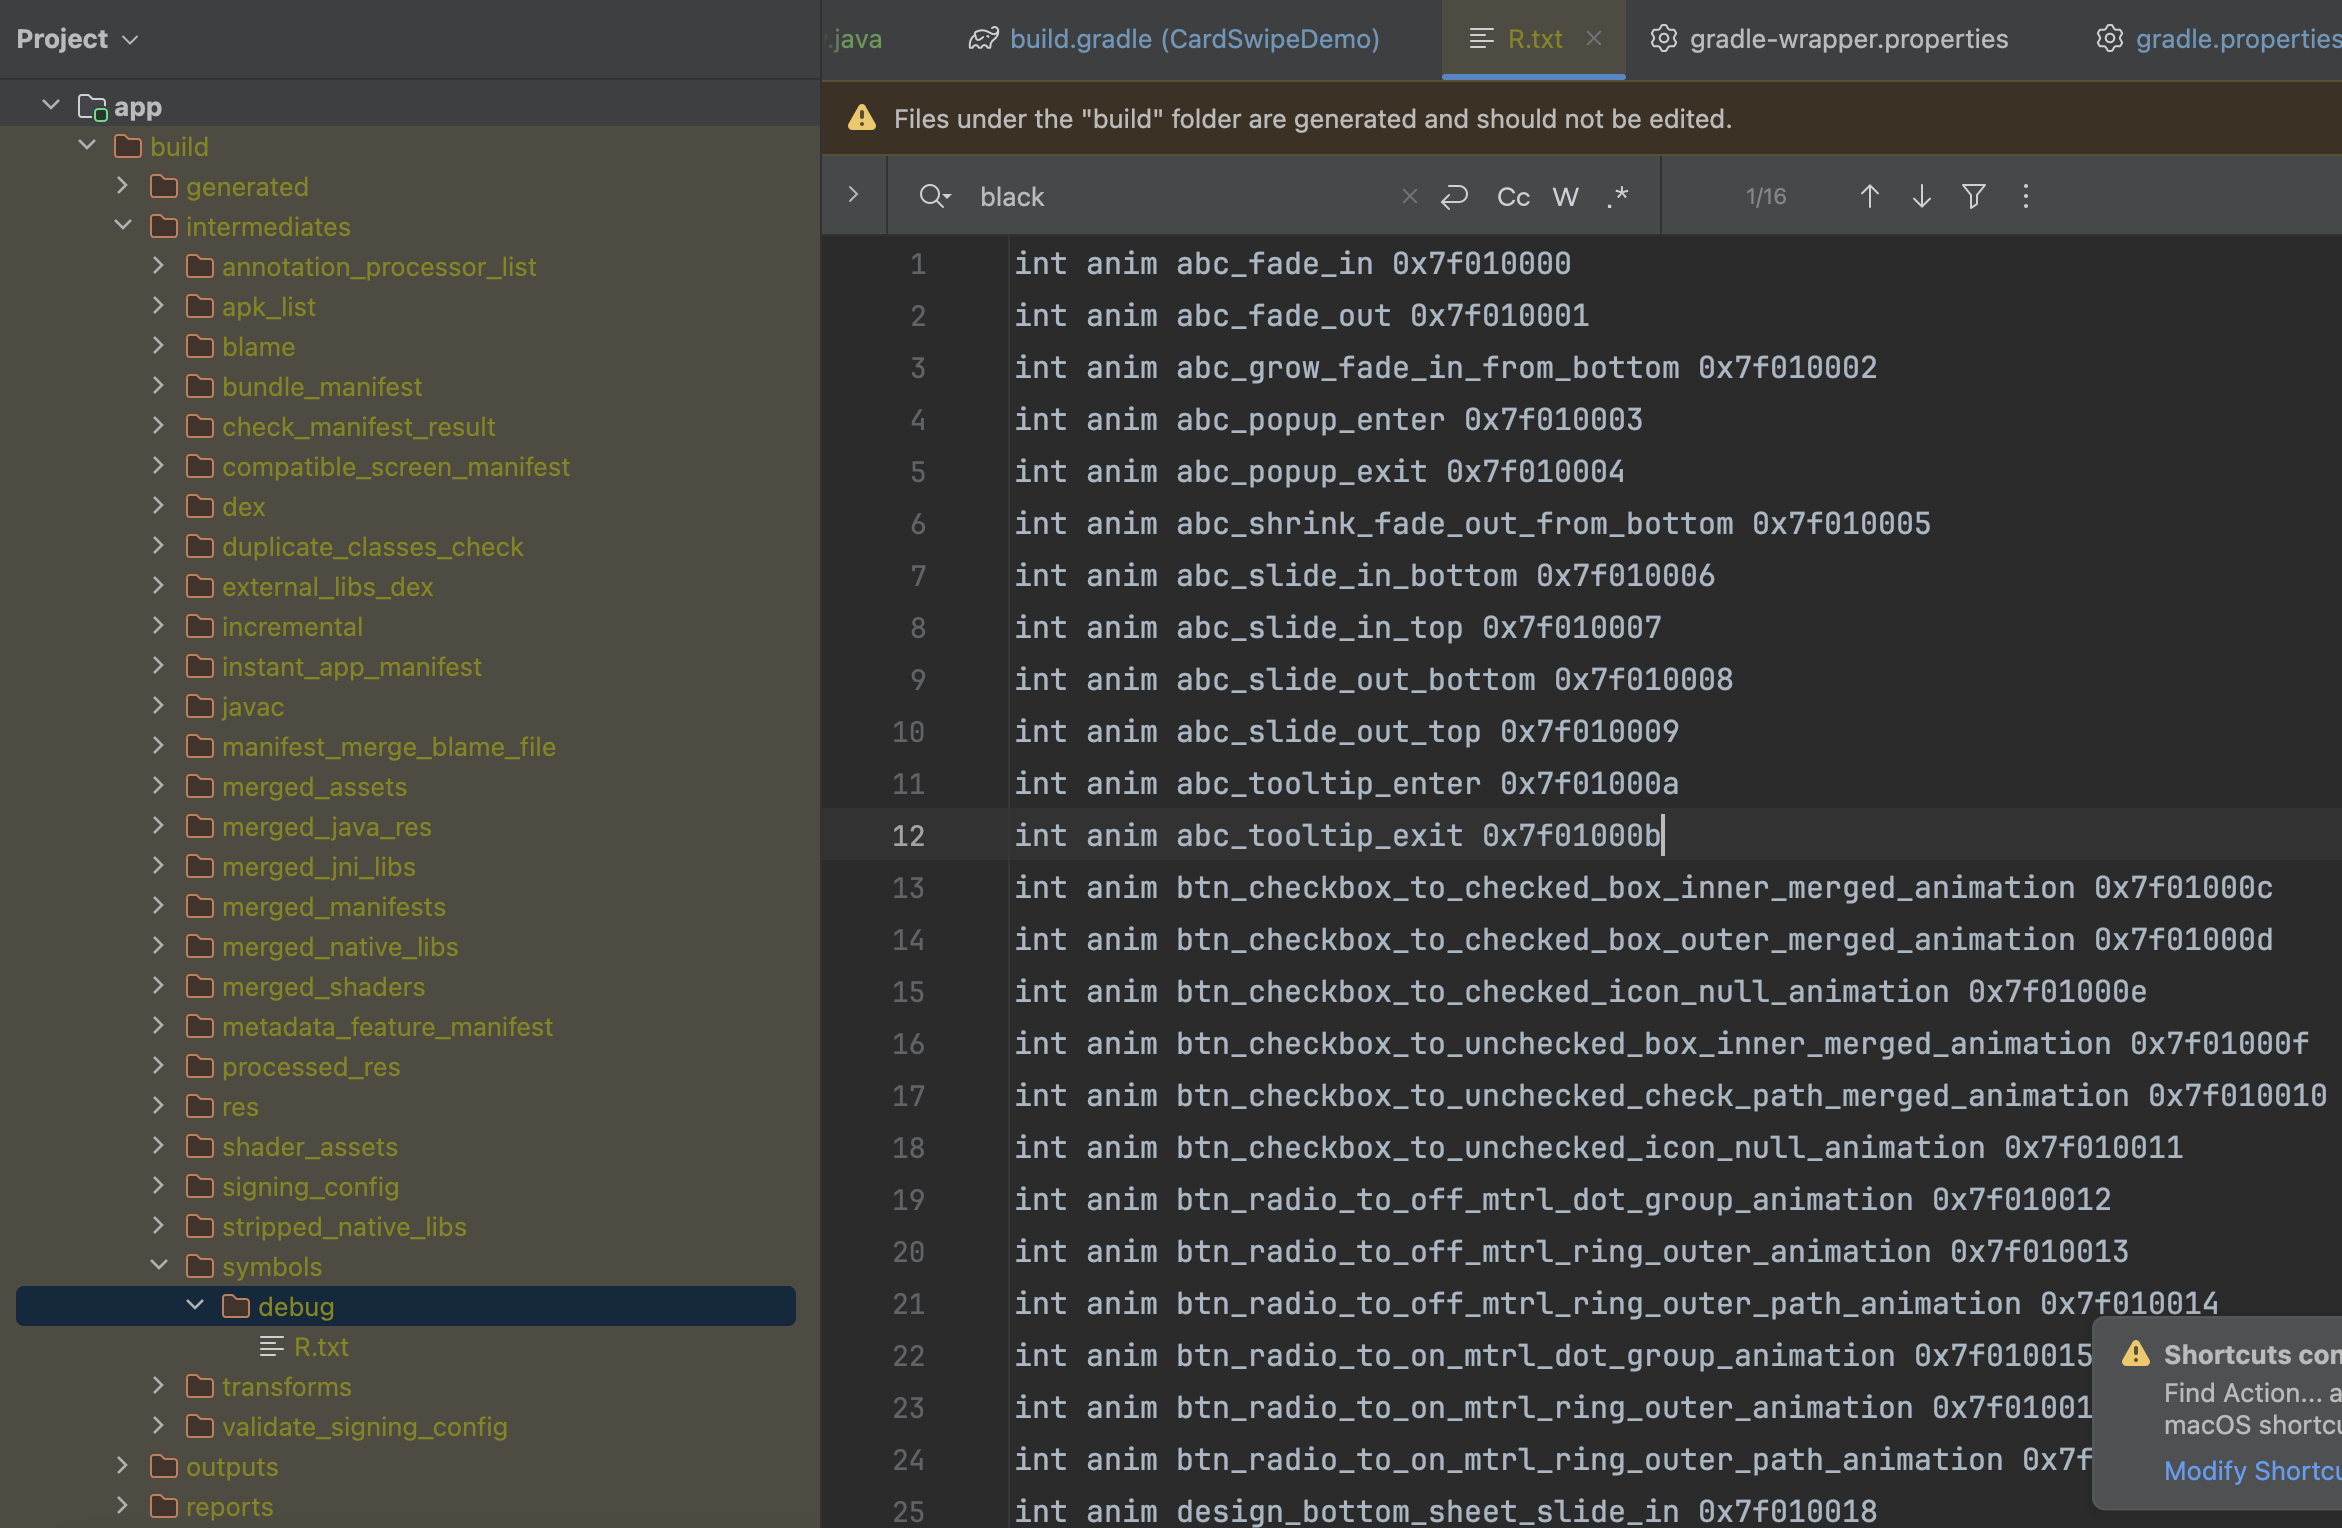 Project
.java
build.gradle (CardSwipeDemo)
R.txt
gradle-wrapper.properties
gradle.properties
app
build
generated
intermediates
annotation_processor_list
apk_list
blame
bundle_manifest
check_manifest_result
compatible_screen_manifest
dex
duplicate_classes_check
external_libs_dex
incremental
instant_app_manifest
javac
manifest_merge_blame_file
merged_assets
merged_java_res
merged_jni_libs
merged_manifests
merged_native_libs
merged_shaders
metadata_feature_manifest
processed_res
res
shader_assets
signing_config
stripped_native_libs
symbols
debug
R.txt
transforms
validate_signing_config
outputs
reports
Files under the "build" folder are generated and should not be edited.
black
Cc W .*
1/16
1 int anim abc_fade_in 0x7f010000
2 int anim abc_fade_out 0x7f010001
3 int anim abc_grow_fade_in_from_bottom 0x7f010002
4 int anim abc_popup_enter 0x7f010003
5 int anim abc_popup_exit 0x7f010004
6 int anim abc_shrink_fade_out_from_bottom 0x7f010005
7 int anim abc_slide_in_bottom 0x7f010006
8 int anim abc_slide_in_top 0x7f010007
9 int anim abc_slide_out_bottom 0x7f010008
10 int anim abc_slide_out_top 0x7f010009
11 int anim abc_tooltip_enter 0x7f01000a
12 int anim abc_tooltip_exit 0x7f01000b
13 int anim btn_checkbox_to_checked_box_inner_merged_animation 0x7f01000c
14 int anim btn_checkbox_to_checked_box_outer_merged_animation 0x7f01000d
15 int anim btn_checkbox_to_checked_icon_null_animation 0x7f01000e
16 int anim btn_checkbox_to_unchecked_box_inner_merged_animation 0x7f01000f
17 int anim btn_checkbox_to_unchecked_check_path_merged_animation 0x7f010010
18 int anim btn_checkbox_to_unchecked_icon_null_animation 0x7f010011
19 int anim btn_radio_to_off_mtrl_dot_group_animation 0x7f010012
20 int anim btn_radio_to_off_mtrl_ring_outer_animation 0x7f010013
21 int anim btn_radio_to_off_mtrl_ring_outer_path_animation 0x7f010014
22 int anim btn_radio_to_on_mtrl_dot_group_animation 0x7f010015
23 int anim btn_radio_to_on_mtrl_ring_outer_animation 0x7f01001
24 int anim btn_radio_to_on_mtrl_ring_outer_path_animation 0x7f
25 int anim design_bottom_sheet_slide_in 0x7f010018
Shortcuts con
Find Action... a
macOS shortcu
Modify Shortcu